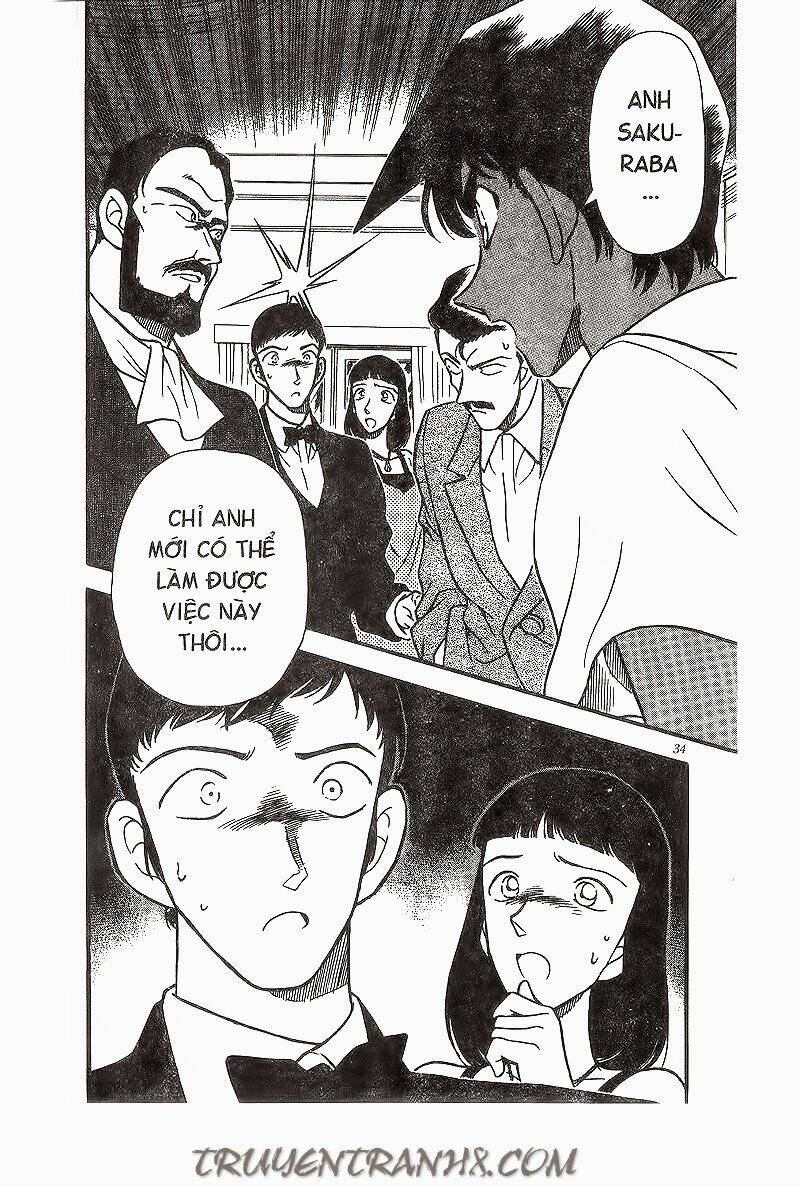 ANH
SAKU-
RABA
...
CHỈ ANH
MỚI CÓ THỂ
LÀM ĐƯỢC
VIỆC NÀY
THÔI...
34
TRUYENTRANH8.COM